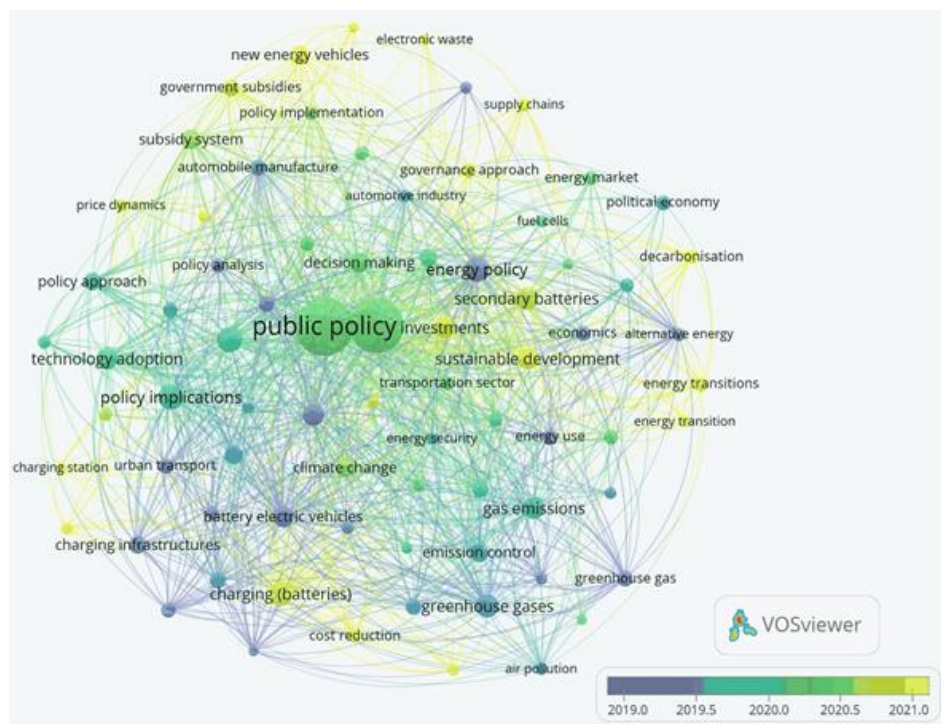 electronic waste
new energy vehicles
government subsidies
supply chains
policy implementation
subsidy system
automobile manufacture
governance approach
energy market
automotive industry
political economy
price dynamics
fuel cells
decarbonisation
policy analysis
decision making
energy policy
policy approach
secondary batteries
public policy
investments
economics
alternative energy
technology adoption
sustainable development
transportation sector
energy transitions
policy implications
energy transition
energy security
energy use
charging station
urban transport
climate change
gas emissions
battery electric vehicles
charging infrastructures
emission control
greenhouse gas
charging (batteries)
greenhouse gases
VOSviewer
cost reduction
air pollution
2019.0 2019.5 2020.0 2020.5 2021.0